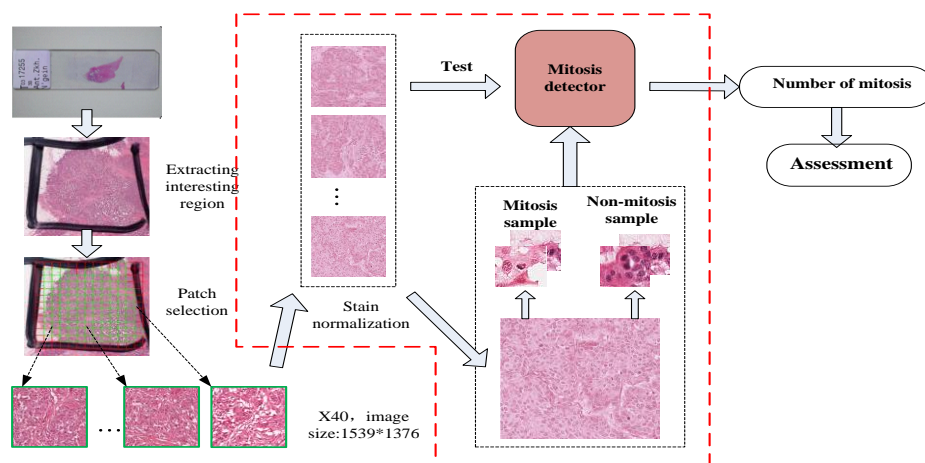 17255
Extracting
interesting
region
Patch
selection
...
X40, image
size:1539*1376
Stain
normalization
...
Test
Mitosis
detector
Mitosis
sample
Non-mitosis
sample
Number of mitosis
Assessment